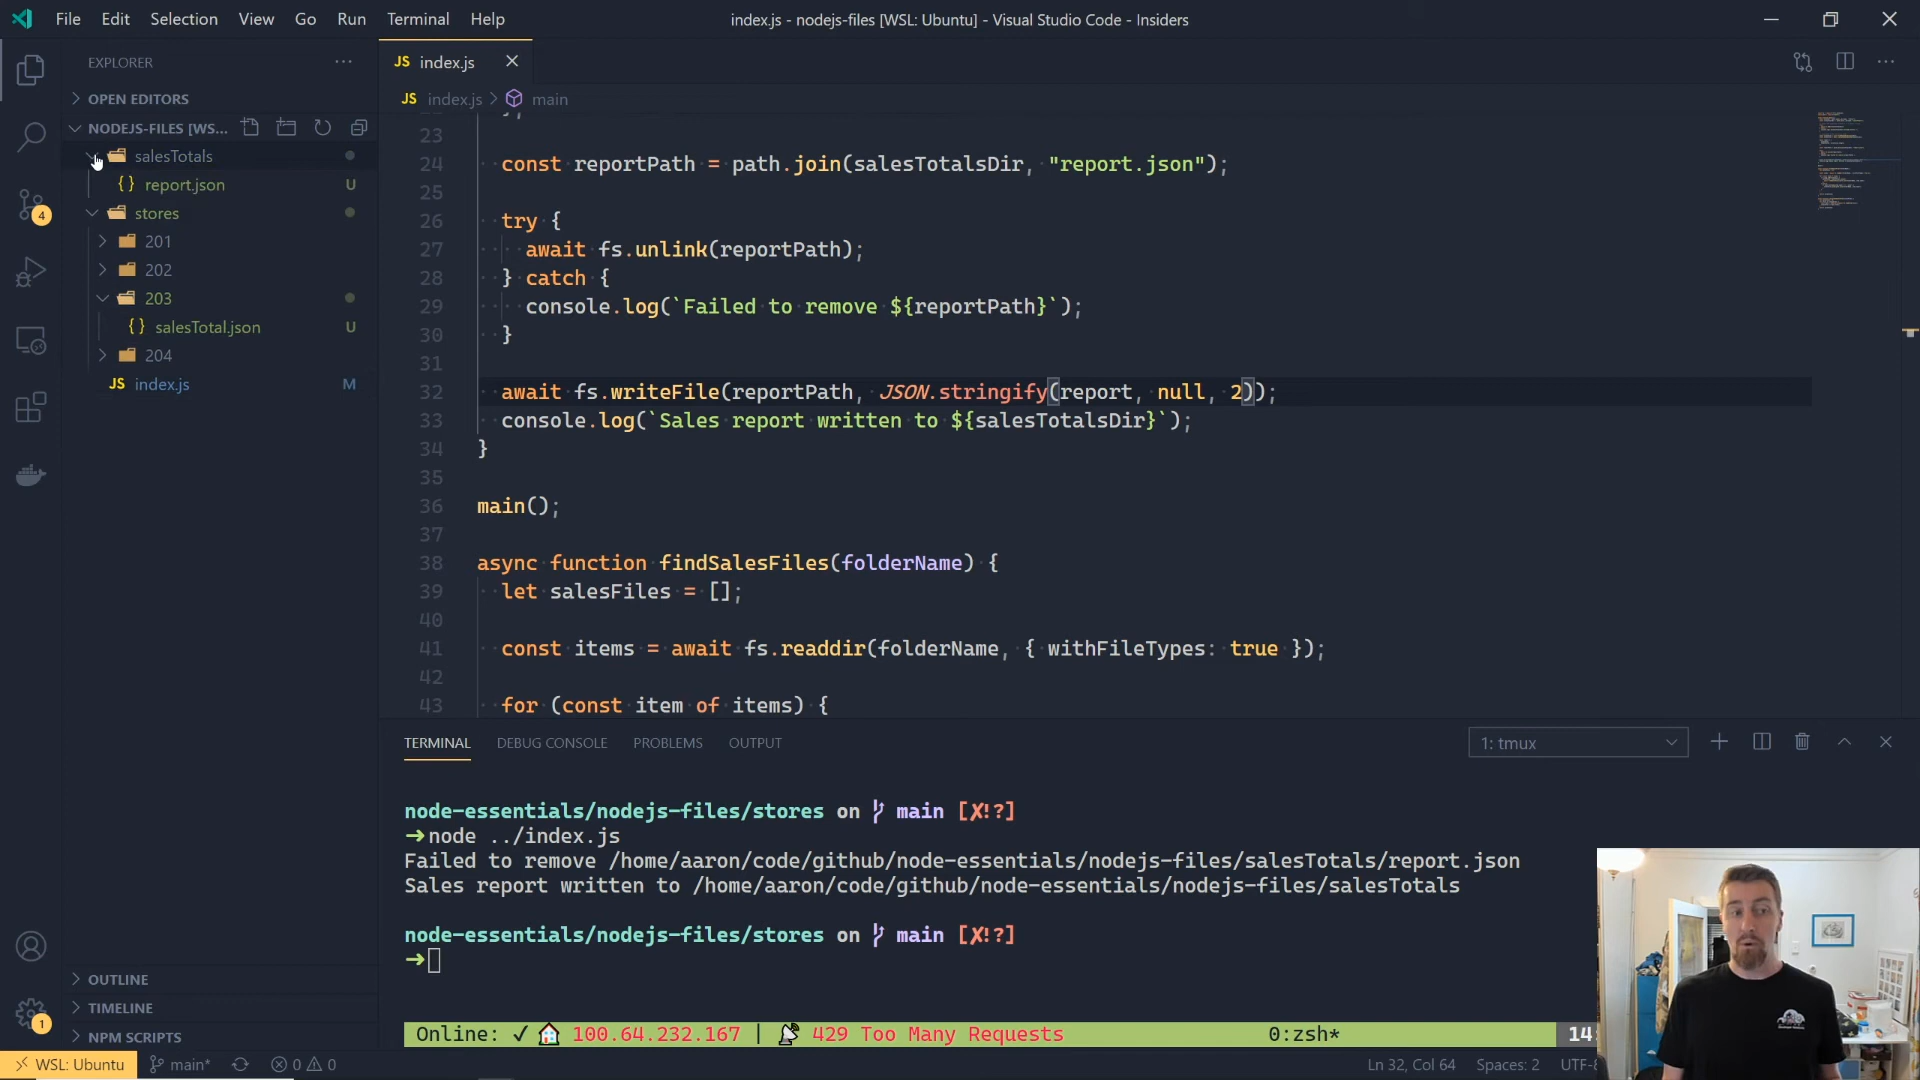 File Edit Selection View Go Run Terminal Help
index.js - nodejs-files [WSL: Ubuntu] - Visual Studio Code - Insiders
EXPLORER
OPEN EDITORS
NODEJS-FILES [WS...
salesTotals
{} report.json U
stores
201
202
203
{} salesTotal.json U
204
JS index.js M
OUTLINE
TIMELINE
NPM SCRIPTS
4
1
JS index.js
JS index.js > main
23
24 const reportPath = path.join(salesTotalsDir, "report.json");
25
26 try {
27 await fs.unlink(reportPath);
28 } catch {
29 console.log(`Failed to remove ${reportPath}`);
30 }
31
32 await fs.writeFile(reportPath, JSON.stringify(report, null, 2));
33 console.log(`Sales report written to ${salesTotalsDir}`);
34 }
35
36 main();
37
38 async function findSalesFiles(folderName) {
39 let salesFiles = [];
40
41 const items = await fs.readdir(folderName, { withFileTypes: true });
42
43 for (const item of items) {
TERMINAL DEBUG CONSOLE PROBLEMS OUTPUT
1: tmux
node-essentials/nodejs-files/stores on main [✗!?]
→node ../index.js
Failed to remove /home/aaron/code/github/node-essentials/nodejs-files/salesTotals/report.json
Sales report written to /home/aaron/code/github/node-essentials/nodejs-files/salesTotals
node-essentials/nodejs-files/stores on main [✗!?]
→
Online: ✓ 100.64.232.167 | 429 Too Many Requests 0:zsh* 14:
WSL: Ubuntu main* 0 0 Ln 32, Col 64 Spaces: 2 UTF-8